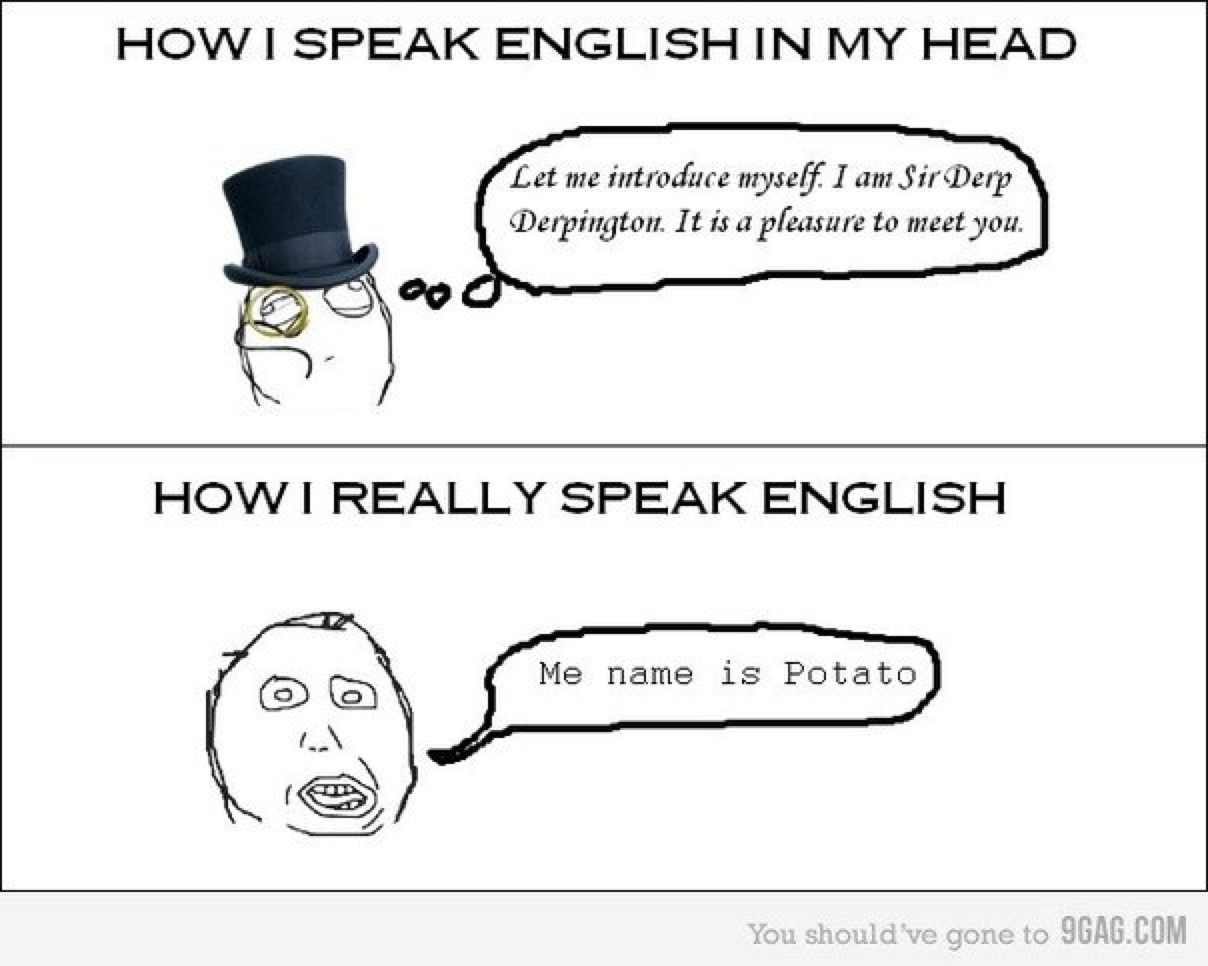 HOW I SPEAK ENGLISH IN MY HEAD
Let me introduce myself. I am Sir Derp
Derpington. It is a pleasure to meet you.
HOW I REALLY SPEAK ENGLISH
Me name is Potato
You should've gone to 9GAG.COM